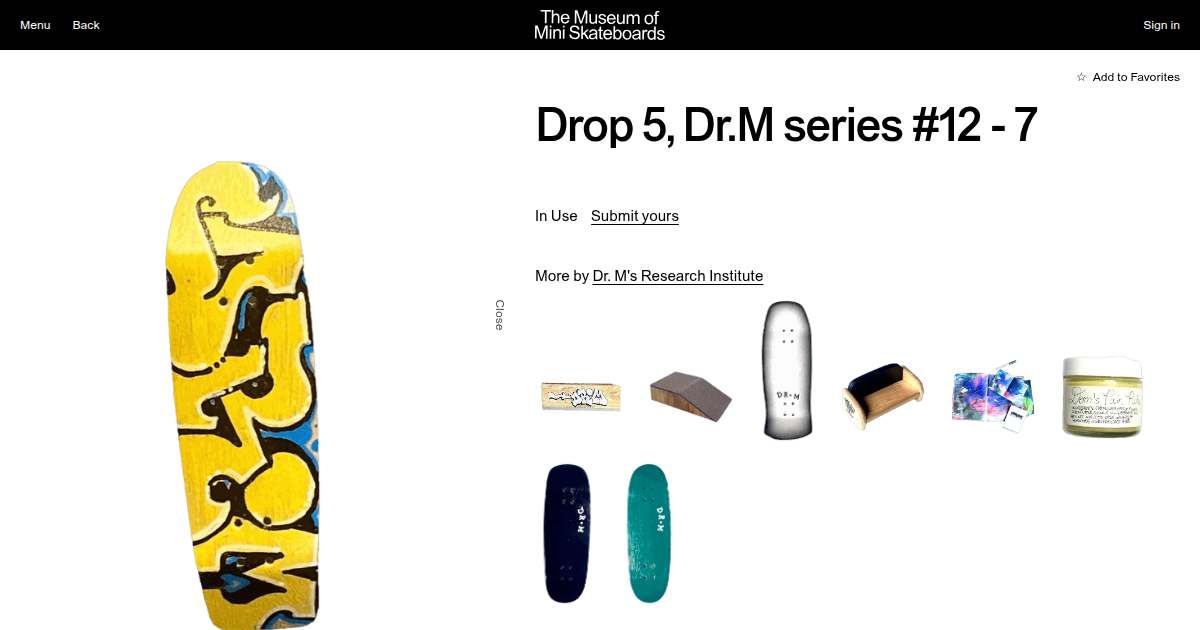 Menu
Back
The Museum of
Mini Skateboards
Sign in
☆ Add to Favorites
Drop 5, Dr.M series #12 - 7
In Use
Submit yours
More by Dr. M's Research Institute
Close
DR•M
DR•M
DR•M